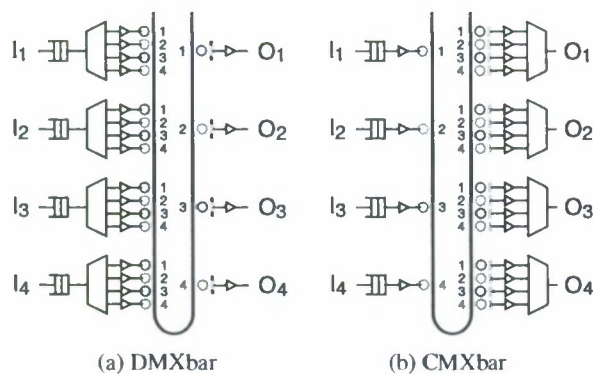 I1 1 2 3 4 1 O1
I2 1 2 3 4 2 O2
I3 1 2 3 4 3 O3
I4 1 2 3 4 4 O4
(a) DMXbar
I1 1 1 2 3 4 O1
I2 2 1 2 3 4 O2
I3 3 1 2 3 4 O3
I4 4 1 2 3 4 O4
(b) CMXbar